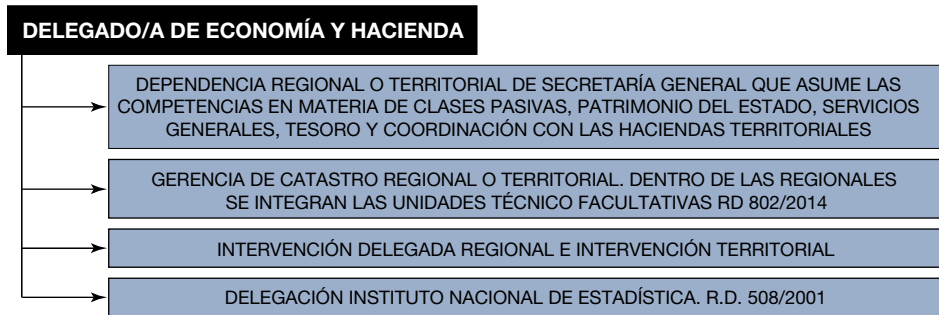 DELEGADO/A DE ECONOMÍA Y HACIENDA
DEPENDENCIA REGIONAL O TERRITORIAL DE SECRETARÍA GENERAL QUE ASUME LAS
COMPETENCIAS EN MATERIA DE CLASES PASIVAS, PATRIMONIO DEL ESTADO, SERVICIOS
GENERALES, TESORO Y COORDINACIÓN CON LAS HACIENDAS TERRITORIALES
GERENCIA DE CATASTRO REGIONAL O TERRITORIAL. DENTRO DE LAS REGIONALES
SE INTEGRAN LAS UNIDADES TÉCNICO FACULTATIVAS RD 802/2014
INTERVENCIÓN DELEGADA REGIONAL E INTERVENCIÓN TERRITORIAL
DELEGACIÓN INSTITUTO NACIONAL DE ESTADÍSTICA. R.D. 508/2001